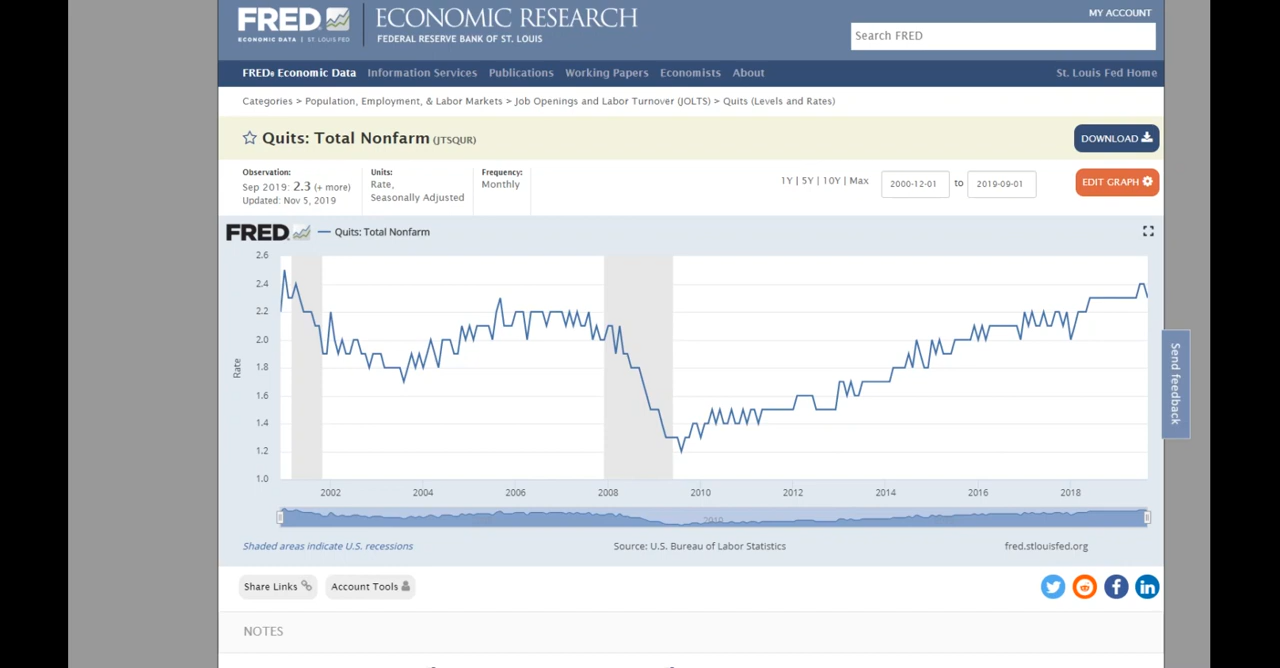 FRED
ECONOMIC DATA | ST. LOUIS FED
ECONOMIC RESEARCH
FEDERAL RESERVE BANK OF ST. LOUIS
MY ACCOUNT
Search FRED
FRED® Economic Data Information Services Publications Working Papers Economists About St. Louis Fed Home
Categories > Population, Employment, & Labor Markets > Job Openings and Labor Turnover (JOLTS) > Quits (Levels and Rates)
Quits: Total Nonfarm (JTSQUR)
DOWNLOAD
Observation:
Sep 2019: 2.3 (+ more)
Updated: Nov 5, 2019
Units:
Rate,
Seasonally Adjusted
Frequency:
Monthly
1Y | 5Y | 10Y | Max
2000-12-01 to 2019-09-01
EDIT GRAPH
FRED Quits: Total Nonfarm
2.6
2.4
2.2
2.0
1.8
1.6
1.4
1.2
1.0
Rate
2002 2004 2006 2008 2010 2012 2014 2016 2018
2010
Shaded areas indicate U.S. recessions Source: U.S. Bureau of Labor Statistics fred.stlouisfed.org
Send feedback
Share Links Account Tools
NOTES